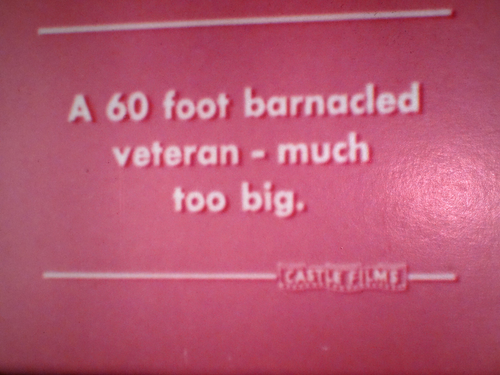 A 60 foot barnacled
veteran - much
too big.
CASTLE FILMS